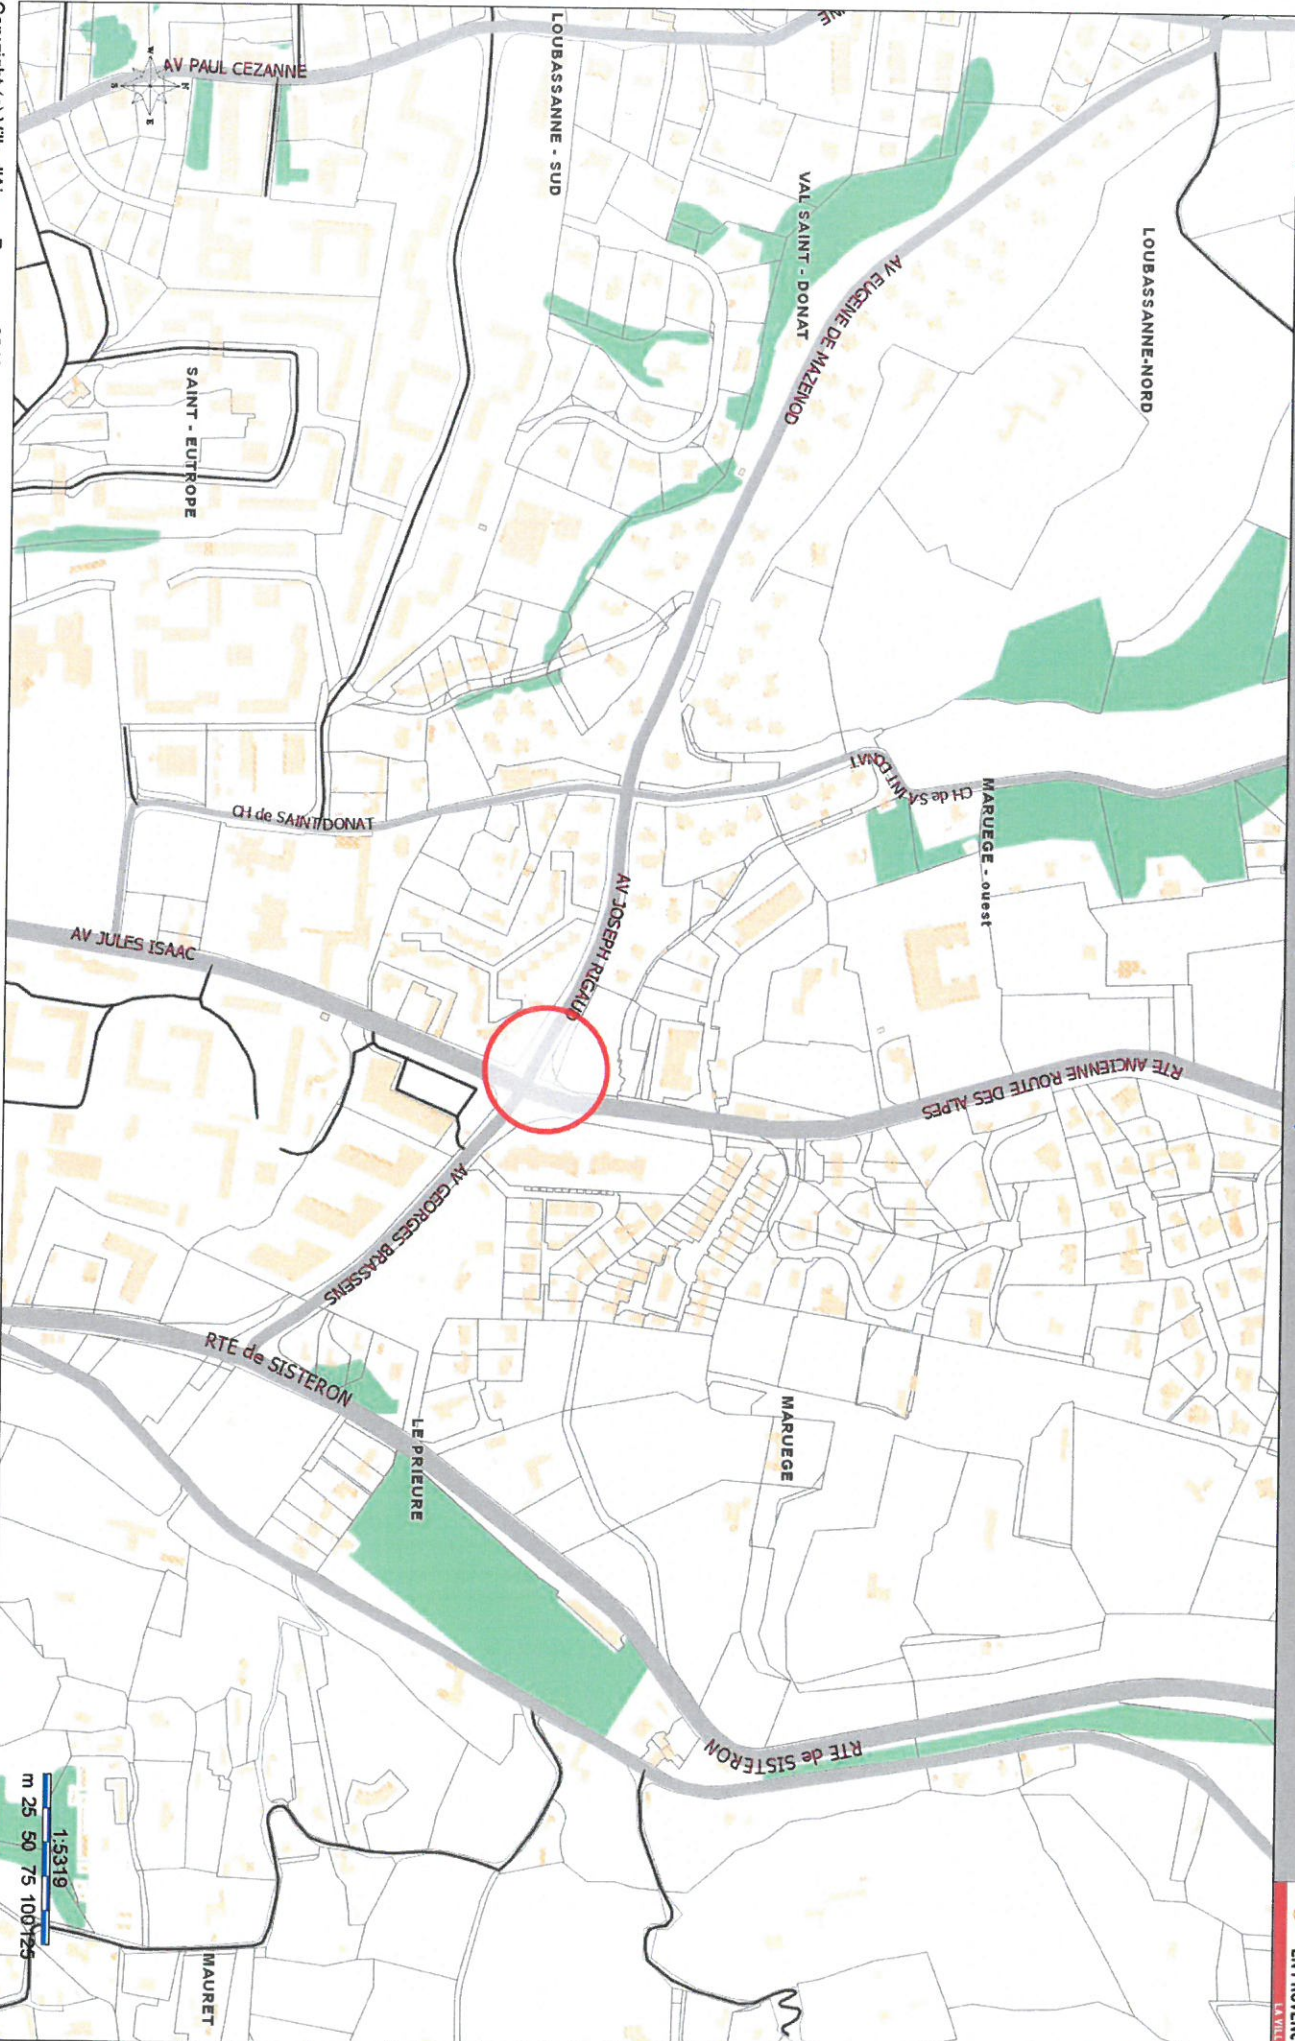 LA VILL
LOUBASSANNE-NORD
MARUEGE - ouest
CH de SAINT DONAT
RTE ANCIENNE ROUTE DES ALPES
AV EUGENE DE MAZENOD
VAL SAINT - DONAT
MARUEGE
RTE de SISTERON
AV JOSEPH RIGAUD
LOUBASSANNE - SUD
AV GEORGES BRASSENS
LE PRIEURE
AV PAUL CEZANNE
CH de SAINT DONAT
RTE de SISTERON
SAINT - EUTROPE
AV JULES ISAAC
MAURET
N
W
E
S
1:5319
m 25 50 75 100 125